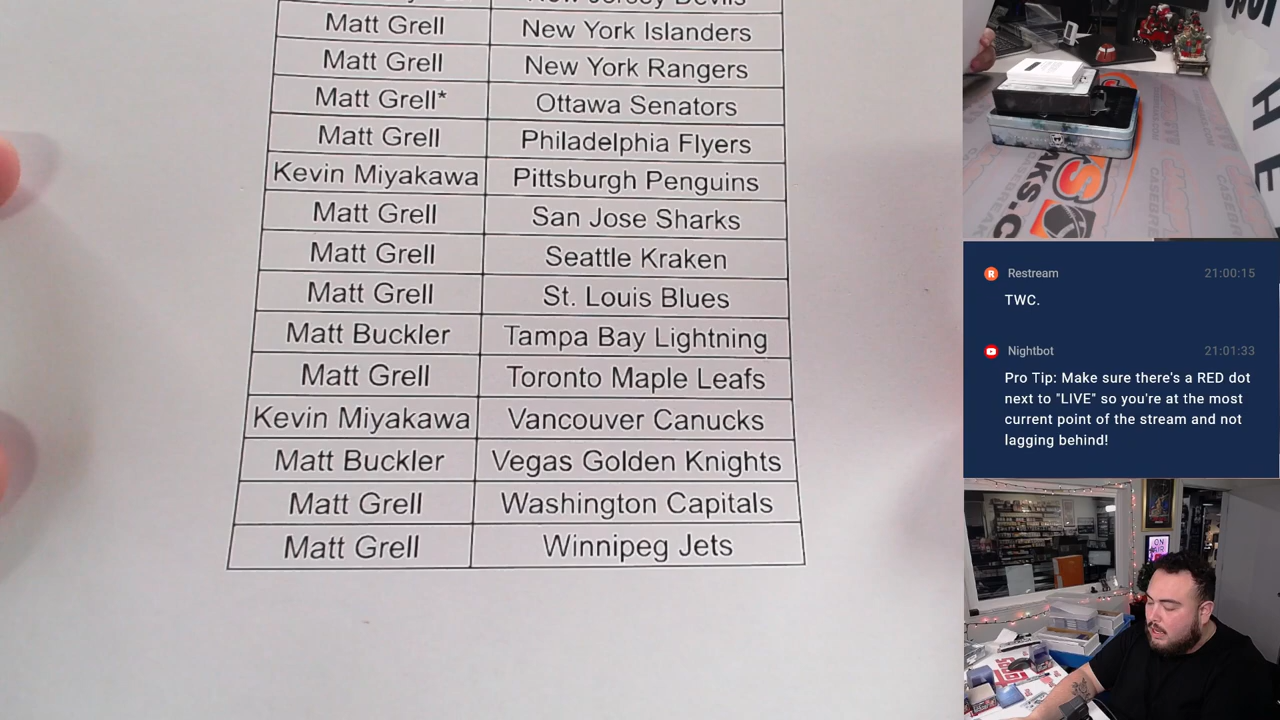 New Jersey Devils
Matt Grell New York Islanders
Matt Grell New York Rangers
Matt Grell* Ottawa Senators
Matt Grell Philadelphia Flyers
Kevin Miyakawa Pittsburgh Penguins
Matt Grell San Jose Sharks
Matt Grell Seattle Kraken
Matt Grell St. Louis Blues
Matt Buckler Tampa Bay Lightning
Matt Grell Toronto Maple Leafs
Kevin Miyakawa Vancouver Canucks
Matt Buckler Vegas Golden Knights
Matt Grell Washington Capitals
Matt Grell Winnipeg Jets
Restream 21:00:15
TWC.
Nightbot 21:01:33
Pro Tip: Make sure there's a RED dot
next to "LIVE" so you're at the most
current point of the stream and not
lagging behind!
ON
AIR